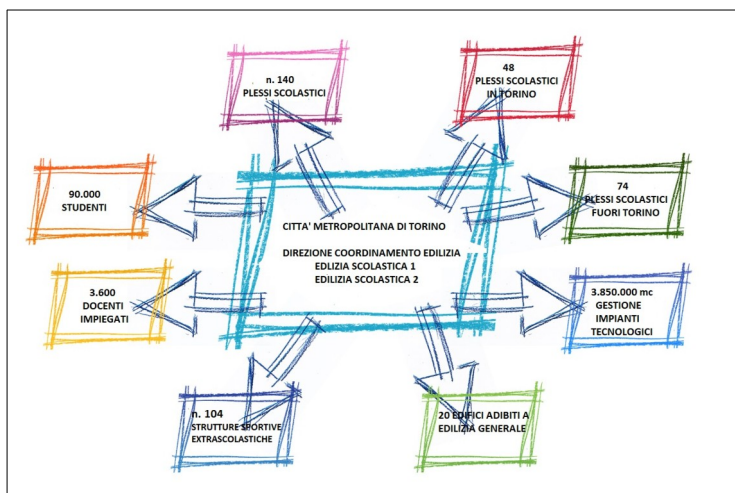 n. 140
PLESSI SCOLASTICI
48
PLESSI SCOLASTICI
IN TORINO
90.000
STUDENTI
74
PLESSI SCOLASTICI
FUORI TORINO
CITTA' METROPOLITANA DI TORINO
DIREZIONE COORDINAMENTO EDILIZIA
EDLIZIA SCOLASTICA 1
EDILIZIA SCOLASTICA 2
3.600
DOCENTI
IMPIEGATI
3.850.000 mc
GESTIONE
IMPIANTI
TECNOLOGICI
n. 104
STRUTTURE SPORTIVE
EXTRASCOLASTICHE
20 EDIFICI ADIBITI A
EDILIZIA GENERALE